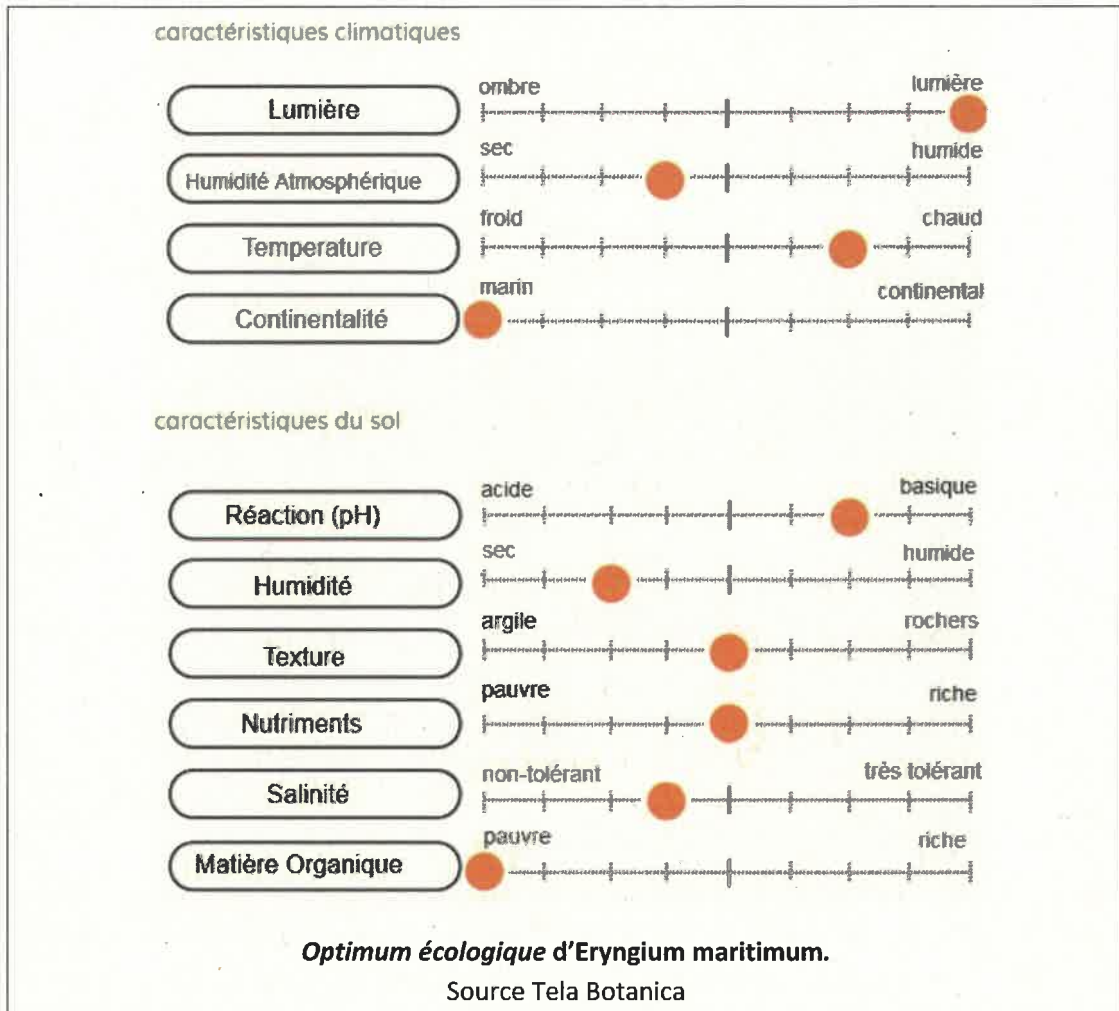 caractéristiques climatiques
Lumière
ombre lumière
Humidité Atmosphérique
sec humide
Temperature
froid chaud
Continentalité
marin continental
caractéristiques du sol
Réaction (pH)
acide basique
Humidité
sec humide
Texture
argile rochers
Nutriments
pauvre riche
Salinité
non-tolérant très tolérant
Matière Organique
pauvre riche
Optimum écologique d'Eryngium maritimum.
Source Tela Botanica